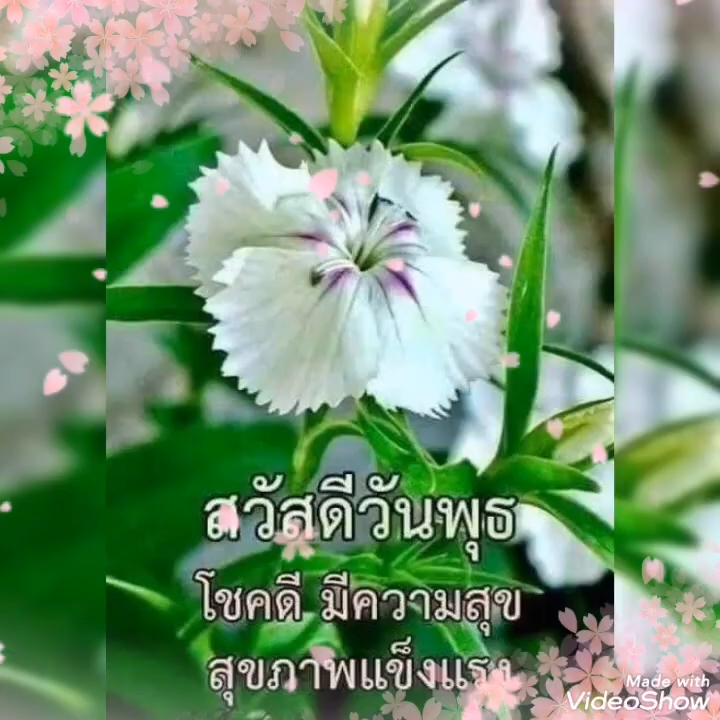 สวัสดีวันพุธ
โชคดี มีความสุข
สุขภาพแข็งแรง
Made with
VideoShow